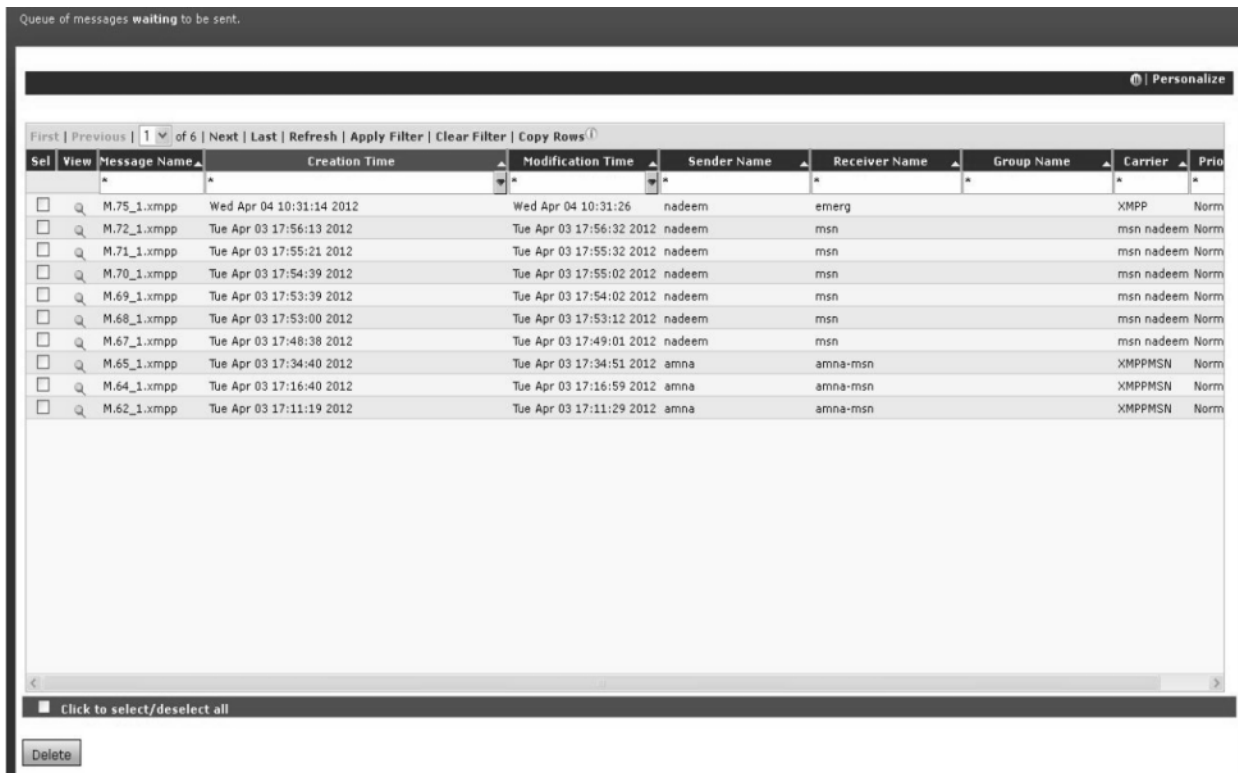 Queue of messages waiting to be sent.
| Personalize
First | Previous | 1 of 6 | Next | Last | Refresh | Apply Filter | Clear Filter | Copy Rows
Sel View Message Name Creation Time Modification Time Sender Name Receiver Name Group Name Carrier Prio
* * * * * * * *
M.75_1.xmpp Wed Apr 04 10:31:14 2012 Wed Apr 04 10:31:26 nadeem emerg XMPP Norm
M.72_1.xmpp Tue Apr 03 17:56:13 2012 Tue Apr 03 17:56:32 2012 nadeem msn msn nadeem Norm
M.71_1.xmpp Tue Apr 03 17:55:21 2012 Tue Apr 03 17:55:32 2012 nadeem msn msn nadeem Norm
M.70_1.xmpp Tue Apr 03 17:54:39 2012 Tue Apr 03 17:55:02 2012 nadeem msn msn nadeem Norm
M.69_1.xmpp Tue Apr 03 17:53:39 2012 Tue Apr 03 17:54:02 2012 nadeem msn msn nadeem Norm
M.68_1.xmpp Tue Apr 03 17:53:00 2012 Tue Apr 03 17:53:12 2012 nadeem msn msn nadeem Norm
M.67_1.xmpp Tue Apr 03 17:48:38 2012 Tue Apr 03 17:49:01 2012 nadeem msn msn nadeem Norm
M.65_1.xmpp Tue Apr 03 17:34:40 2012 Tue Apr 03 17:34:51 2012 amna amna-msn XMPPMSN Norm
M.64_1.xmpp Tue Apr 03 17:16:40 2012 Tue Apr 03 17:16:59 2012 amna amna-msn XMPPMSN Norm
M.62_1.xmpp Tue Apr 03 17:11:19 2012 Tue Apr 03 17:11:29 2012 amna amna-msn XMPPMSN Norm
Click to select/deselect all
Delete